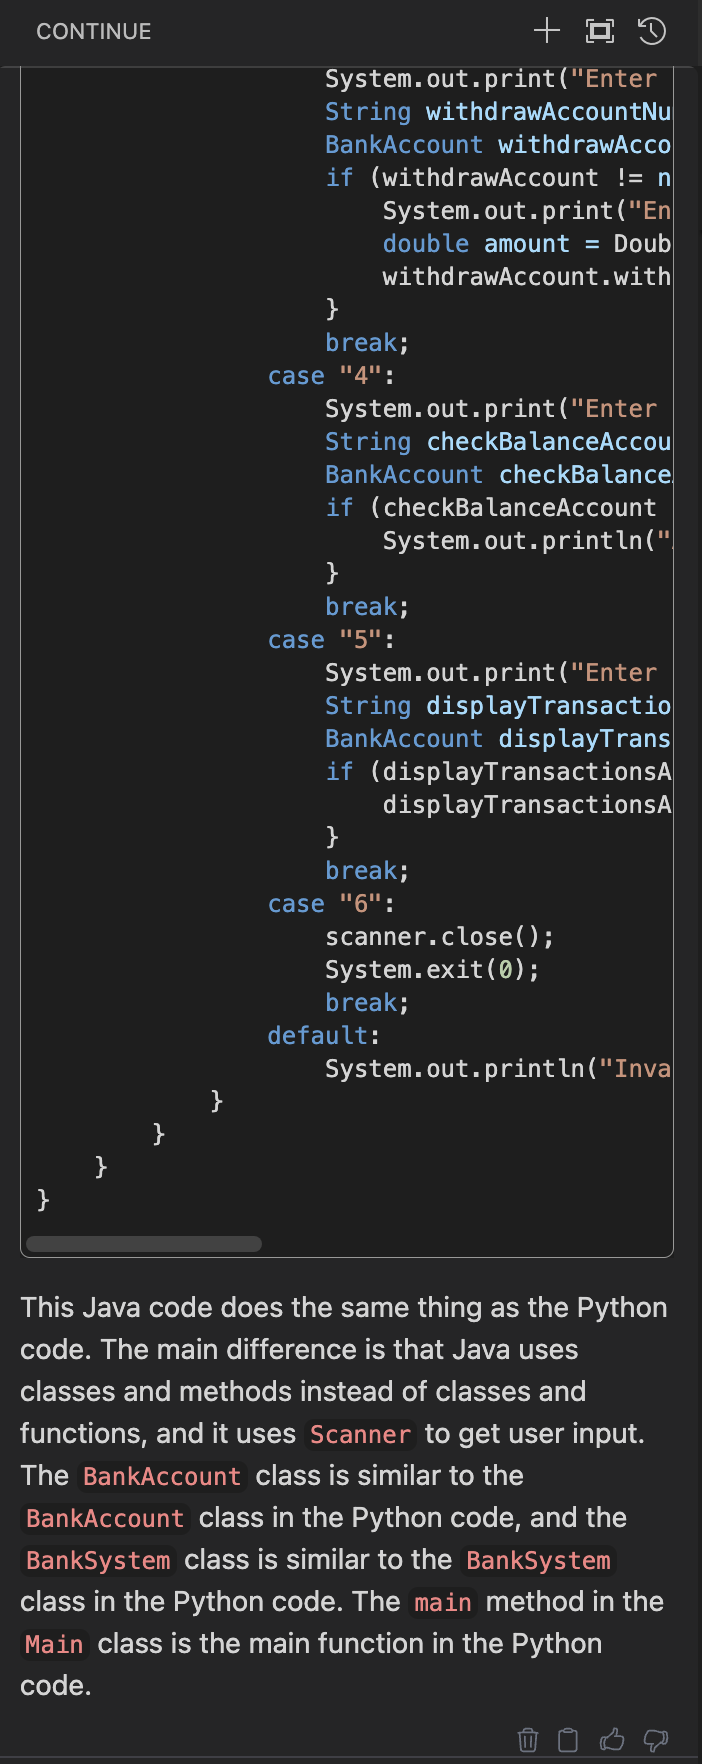 CONTINUE
System.out.print("Enter
String withdrawAccountNu
BankAccount withdrawAcco
if (withdrawAccount != n
System.out.print("En
double amount = Doub
withdrawAccount.with
}
break;
case "4":
System.out.print("Enter
String checkBalanceAccou
BankAccount checkBalance
if (checkBalanceAccount
System.out.println("
}
break;
case "5":
System.out.print("Enter
String displayTransactio
BankAccount displayTrans
if (displayTransactionsA
displayTransactionsA
}
break;
case "6":
scanner.close();
System.exit(0);
break;
default:
System.out.println("Inva
}
}
}
}
This Java code does the same thing as the Python
code. The main difference is that Java uses
classes and methods instead of classes and
functions, and it uses Scanner to get user input.
The BankAccount class is similar to the
BankAccount class in the Python code, and the
BankSystem class is similar to the BankSystem
class in the Python code. The main method in the
Main class is the main function in the Python
code.